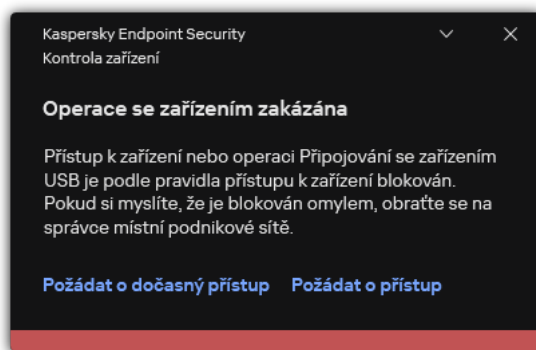 Kaspersky Endpoint Security
Kontrola zařízení
Operace se zařízením zakázána
Přístup k zařízení nebo operaci Připojování se zařízením
USB je podle pravidla přístupu k zařízení blokován.
Pokud si myslíte, že je blokován omylem, obraťte se na
správce místní podnikové sítě.
Požádat o dočasný přístup Požádat o přístup